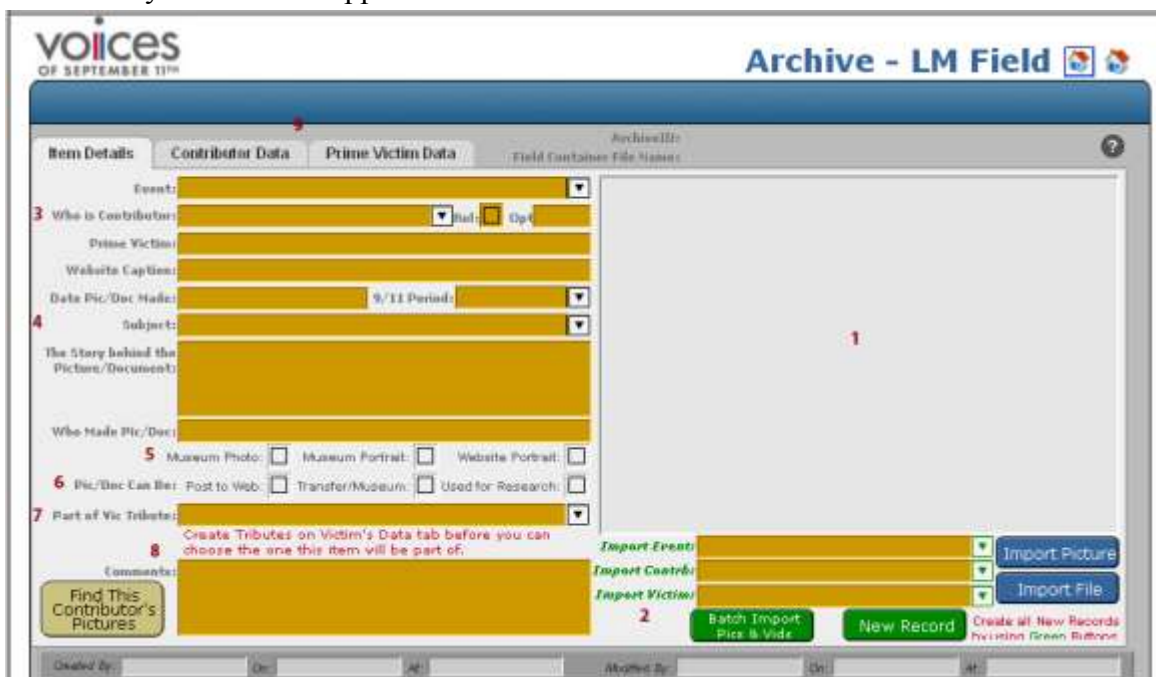 voiices
OF SEPTEMBER 11TH
Archive - LM Field
9
ArchiveID:
Item Details Contributor Data Prime Victim Data Field Container File Name:
?
Event:
3 Who is Contributor: Rel: Opt
Prime Victim:
Website Caption:
Date Pic/Doc Made: 9/11 Period:
4 Subject:
1
The Story behind the
Picture/Document:
Who Made Pic/Doc:
5 Museum Photo: Museum Portrait: Website Portrait:
6 Pic/Doc Can Be: Post to Web: Transfer/Museum: Used for Research:
7 Part of Vic Tribute:
Create Tributes on Victim's Data tab before you can
8 choose the one this item will be part of.
Comments:
Find This
Contributor's
Pictures
Import Event:
Import Contrib:
Import Victim:
Import Picture
Import File
2
Batch Import
Pics & Vids
New Record
Create all New Records
by using Green Buttons
Created By: On: At: Modified By: On: At: